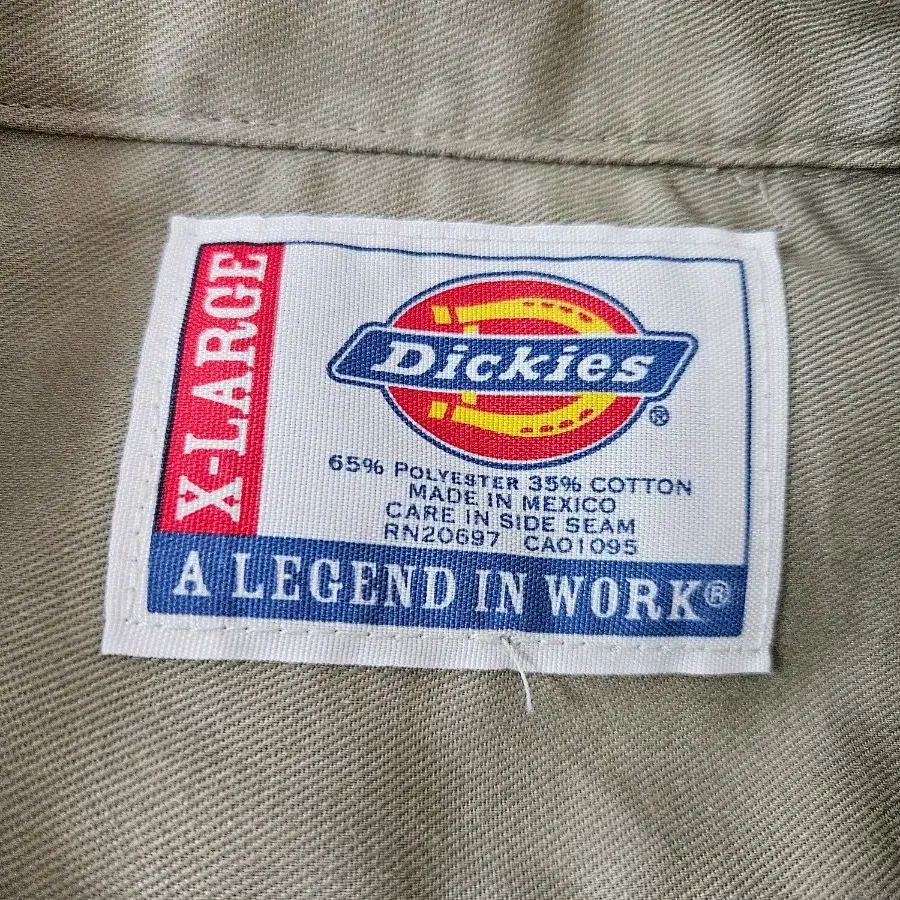 X-LARGE
Dickies®
65% POLYESTER 35% COTTON
MADE IN MEXICO
CARE IN SIDE SEAM
RN20697 CA01095
A LEGEND IN WORK®